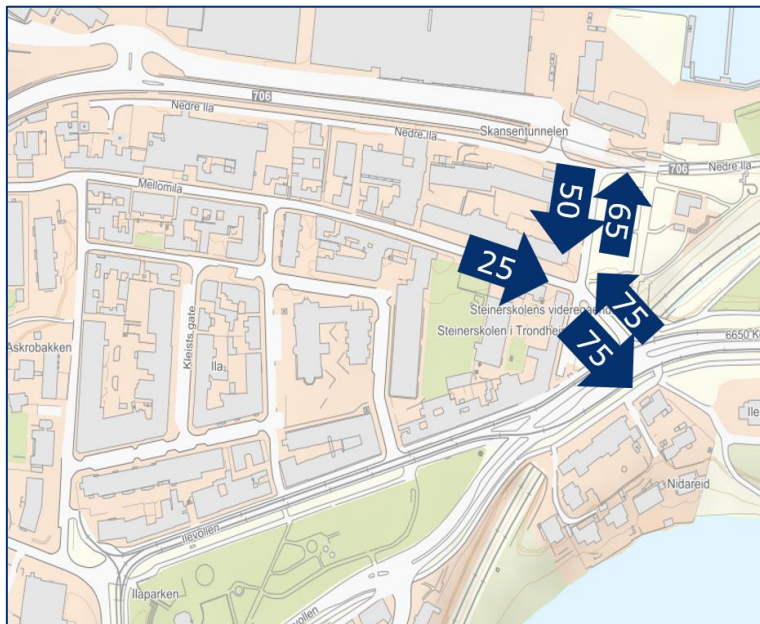 706
Nedre Ila
Nedre Ila
Skansentunnelen
706
Nedre Ila
Mellomila
50
65
25
Steinerskolens videregående
75
Steinerskolen i Trondheim
75
6650 K
Askrobakken
Kleists gate
Ila
Ile
Nidareid
Ilevollen
Ilaparken